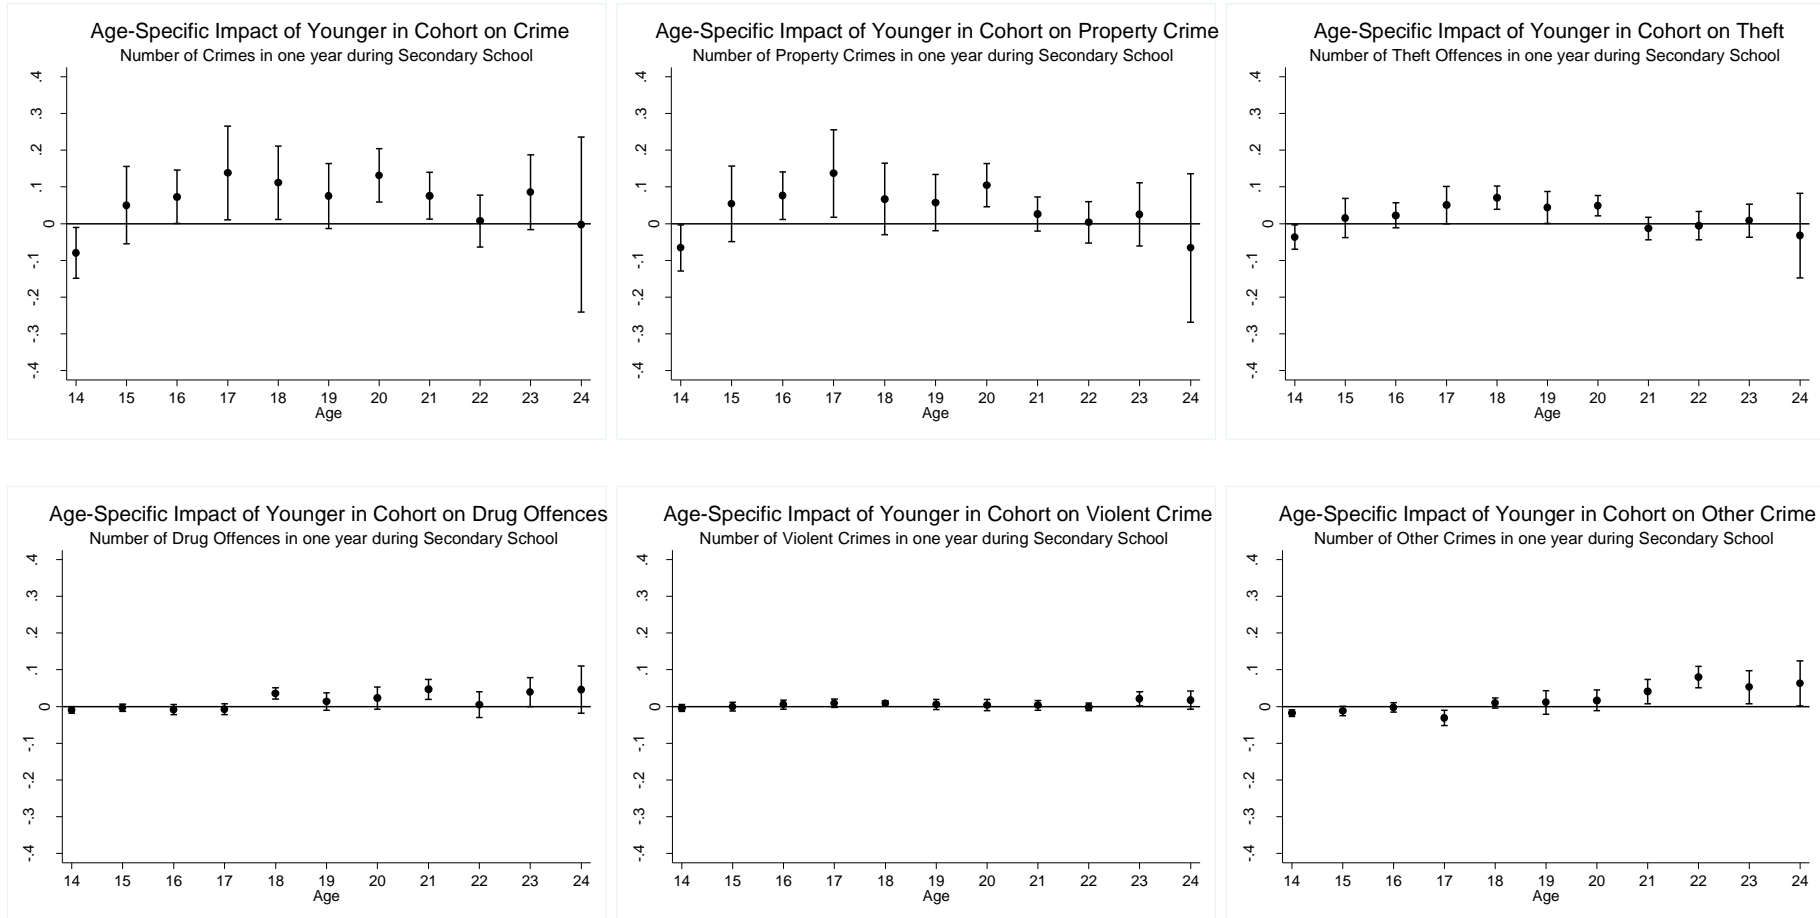 Age-Specific Impact of Younger in Cohort on Crime
Number of Crimes in one year during Secondary School
.4
.3
.2
.1
0
-.1
-.2
-.3
-.4
14 15 16 17 18 19 20 21 22 23 24
Age
Age-Specific Impact of Younger in Cohort on Property Crime
Number of Property Crimes in one year during Secondary School
.4
.3
.2
.1
0
-.1
-.2
-.3
-.4
14 15 16 17 18 19 20 21 22 23 24
Age
Age-Specific Impact of Younger in Cohort on Theft
Number of Theft Offences in one year during Secondary School
.4
.3
.2
.1
0
-.1
-.2
-.3
-.4
14 15 16 17 18 19 20 21 22 23 24
Age
Age-Specific Impact of Younger in Cohort on Drug Offences
Number of Drug Offences in one year during Secondary School
.4
.3
.2
.1
0
-.1
-.2
-.3
-.4
14 15 16 17 18 19 20 21 22 23 24
Age
Age-Specific Impact of Younger in Cohort on Violent Crime
Number of Violent Crimes in one year during Secondary School
.4
.3
.2
.1
0
-.1
-.2
-.3
-.4
14 15 16 17 18 19 20 21 22 23 24
Age
Age-Specific Impact of Younger in Cohort on Other Crime
Number of Other Crimes in one year during Secondary School
.4
.3
.2
.1
0
-.1
-.2
-.3
-.4
14 15 16 17 18 19 20 21 22 23 24
Age